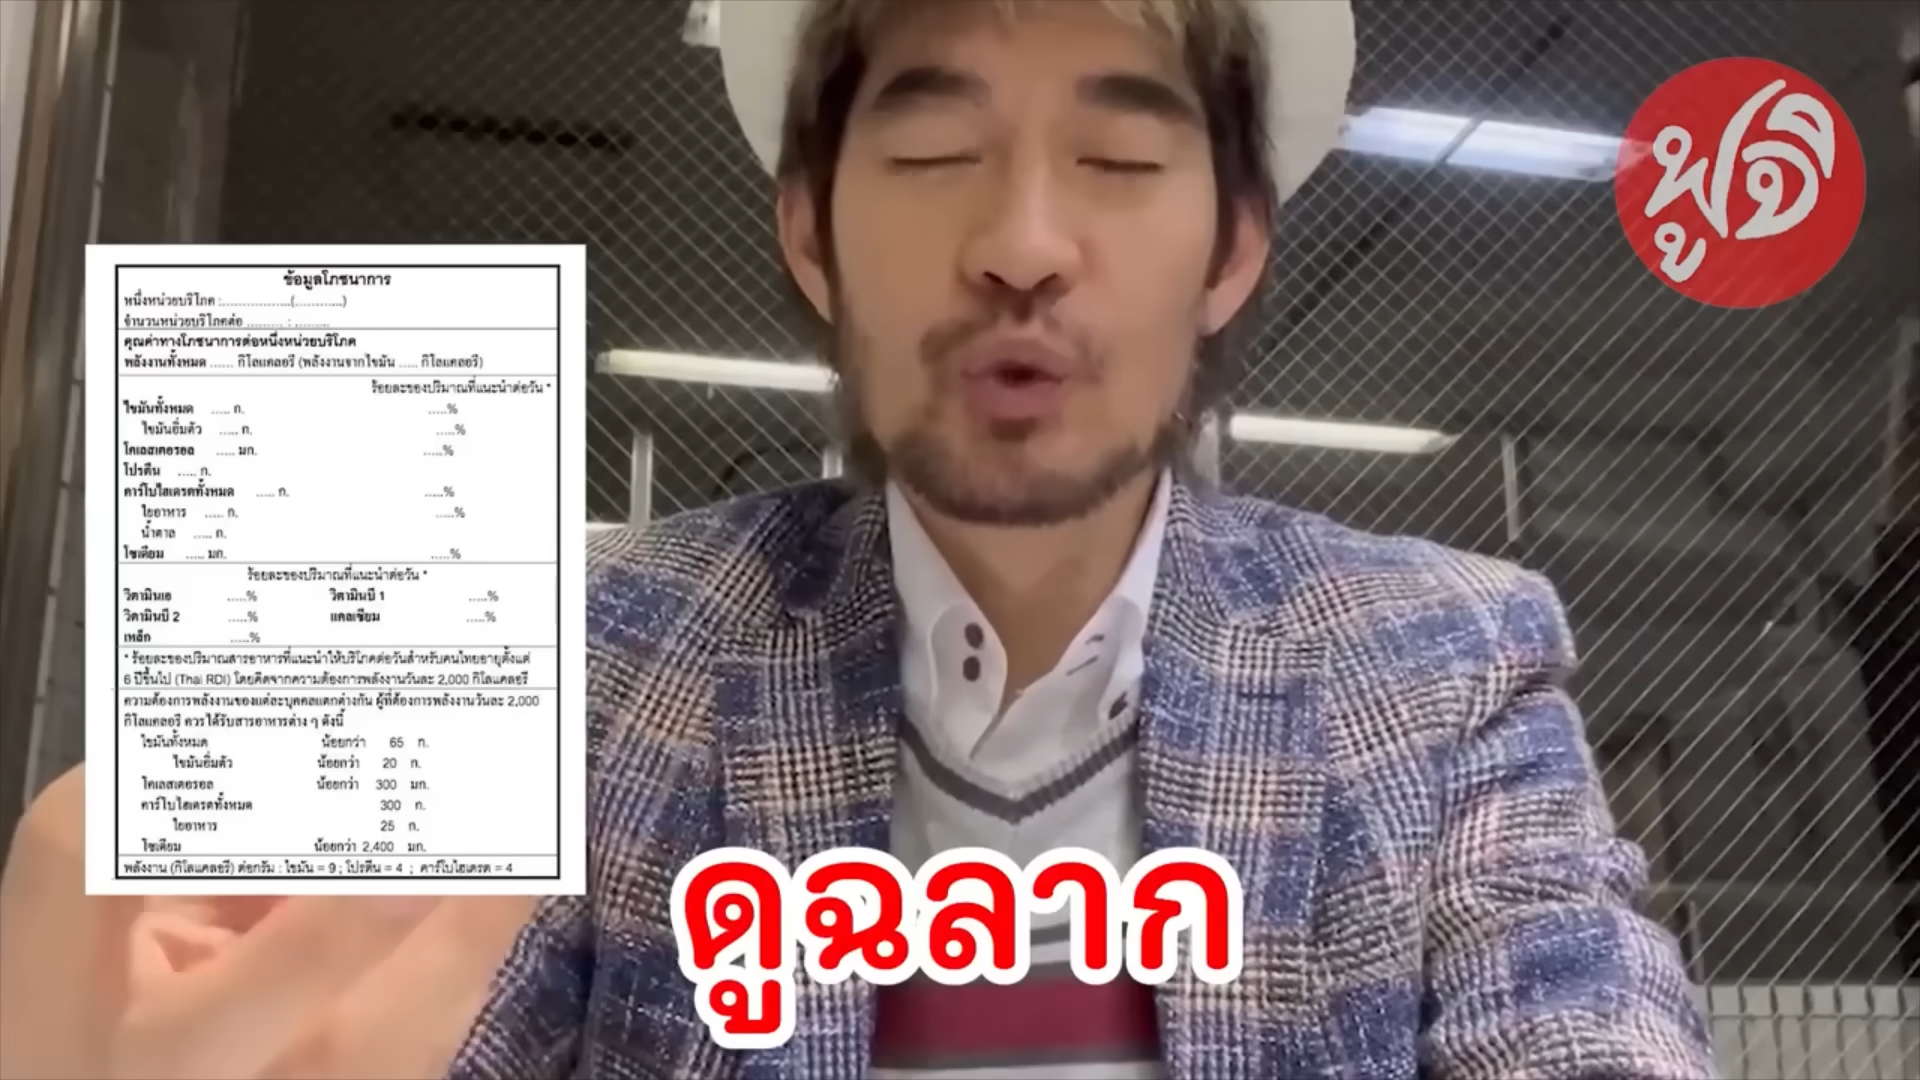 ฟูจิ
ข้อมูลโภชนาการ
หนึ่งหน่วยบริโภค :..................(............)
จำนวนหน่วยบริโภคต่อ ......... : .........
คุณค่าทางโภชนาการต่อหนึ่งหน่วยบริโภค
พลังงานทั้งหมด ...... กิโลแคลอรี (พลังงานจากไขมัน ..... กิโลแคลอรี)
ร้อยละของปริมาณที่แนะนำต่อวัน *
ไขมันทั้งหมด ..... ก. .....%
ไขมันอิ่มตัว ..... ก. .....%
โคเลสเตอรอล ..... มก. .....%
โปรตีน ..... ก.
คาร์โบไฮเดรตทั้งหมด ..... ก. .....%
ใยอาหาร ..... ก. .....%
น้ำตาล ..... ก.
โซเดียม ..... มก. .....%
ร้อยละของปริมาณที่แนะนำต่อวัน *
วิตามินเอ .....% วิตามินบี 1 .....%
วิตามินบี 2 .....% แคลเซียม .....%
เหล็ก .....%
* ร้อยละของปริมาณสารอาหารที่แนะนำให้บริโภคต่อวันสำหรับคนไทยอายุตั้งแต่
6 ปีขึ้นไป (Thai RDI) โดยคิดจากความต้องการพลังงานวันละ 2,000 กิโลแคลอรี
ความต้องการพลังงานของแต่ละบุคคลแตกต่างกัน ผู้ที่ต้องการพลังงานวันละ 2,000
กิโลแคลอรี ควรได้รับสารอาหารต่าง ๆ ดังนี้
ไขมันทั้งหมด น้อยกว่า 65 ก.
ไขมันอิ่มตัว น้อยกว่า 20 ก.
โคเลสเตอรอล น้อยกว่า 300 มก.
คาร์โบไฮเดรตทั้งหมด 300 ก.
ใยอาหาร 25 ก.
โซเดียม น้อยกว่า 2,400 มก.
พลังงาน (กิโลแคลอรี) ต่อกรัม : ไขมัน = 9 ; โปรตีน = 4 ; คาร์โบไฮเดรต = 4
ดูฉลาก